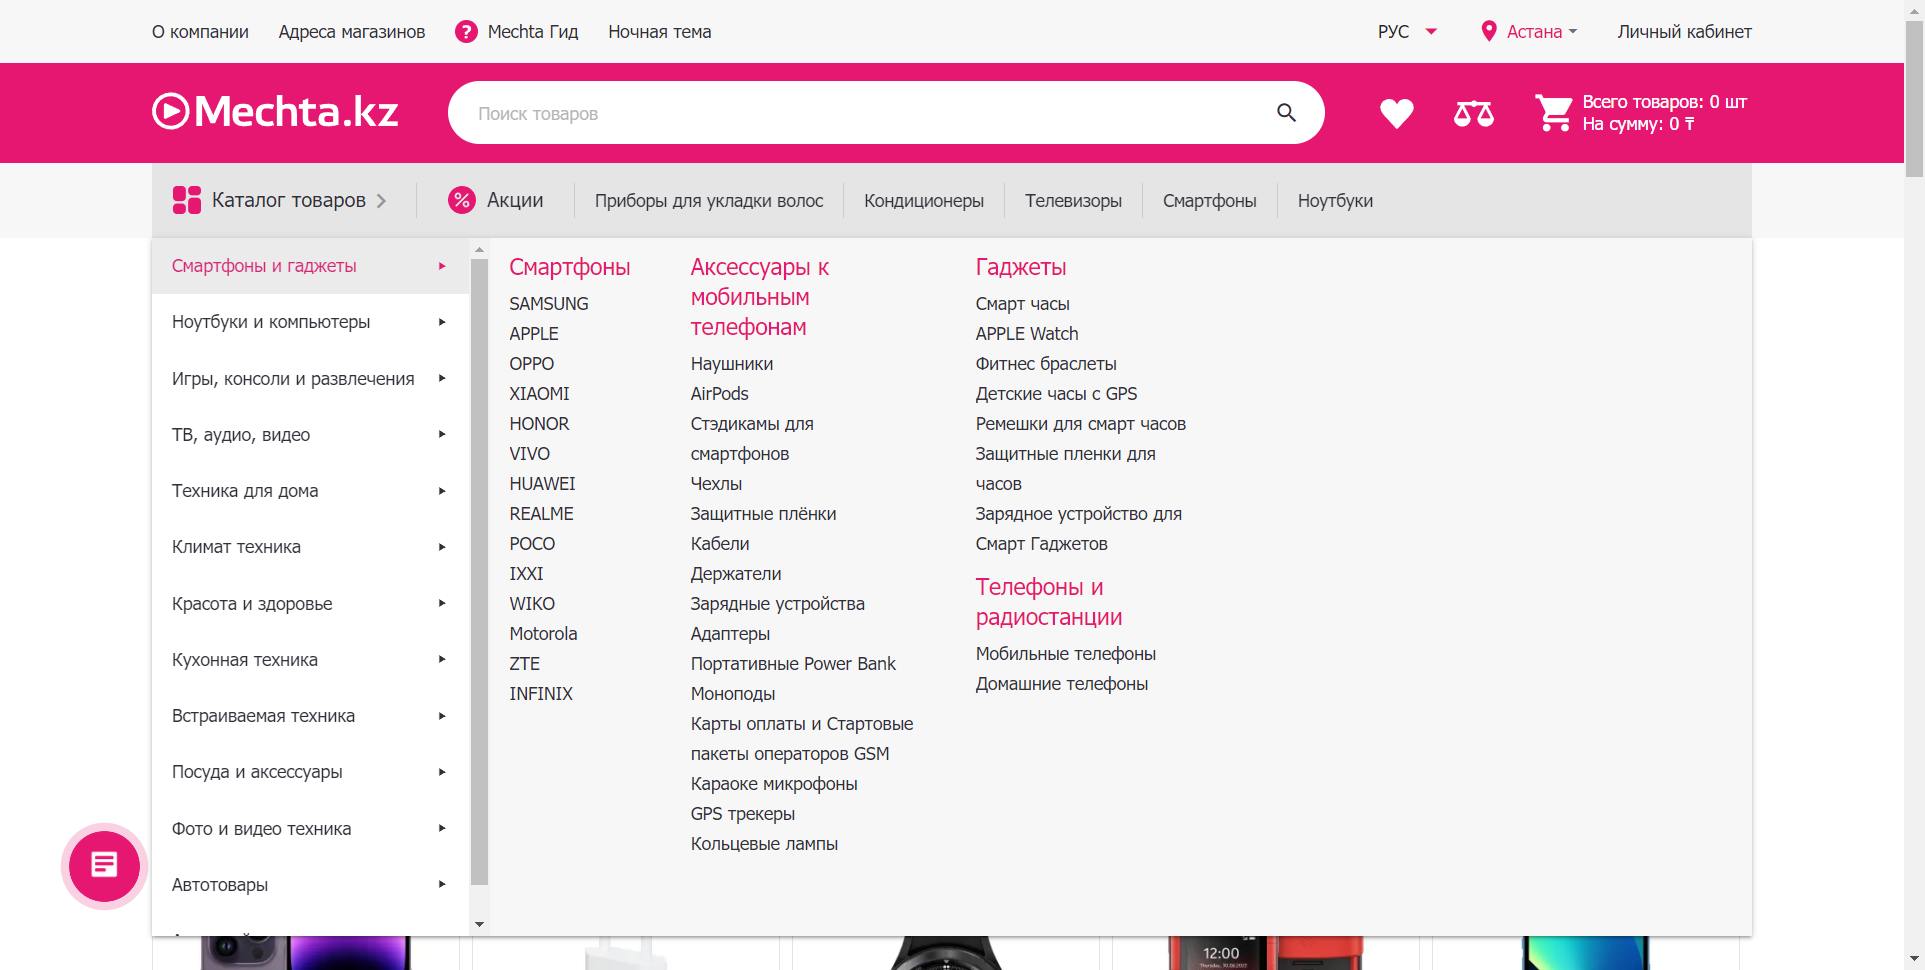 О компании
Адреса магазинов
? Mechta Гид
Ночная тема
РУС
Астана
Личный кабинет
Mechta.kz
Поиск товаров
Всего товаров: 0 шт
На сумму: 0 ₸
Каталог товаров
% Акции
Приборы для укладки волос
Кондиционеры
Телевизоры
Смартфоны
Ноутбуки
Смартфоны и гаджеты
Ноутбуки и компьютеры
Игры, консоли и развлечения
ТВ, аудио, видео
Техника для дома
Климат техника
Красота и здоровье
Кухонная техника
Встраиваемая техника
Посуда и аксессуары
Фото и видео техника
Автотовары
Смартфоны
SAMSUNG
APPLE
OPPO
XIAOMI
HONOR
VIVO
HUAWEI
REALME
POCO
IXXI
WIKO
Motorola
ZTE
INFINIX
Аксессуары к
мобильным
телефонам
Наушники
AirPods
Стэдикамы для
смартфонов
Чехлы
Защитные плёнки
Кабели
Держатели
Зарядные устройства
Адаптеры
Портативные Power Bank
Моноподы
Карты оплаты и Стартовые
пакеты операторов GSM
Караоке микрофоны
GPS трекеры
Кольцевые лампы
Гаджеты
Смарт часы
APPLE Watch
Фитнес браслеты
Детские часы с GPS
Ремешки для смарт часов
Защитные пленки для
часов
Зарядное устройство для
Смарт Гаджетов
Телефоны и
радиостанции
Мобильные телефоны
Домашние телефоны
12:00